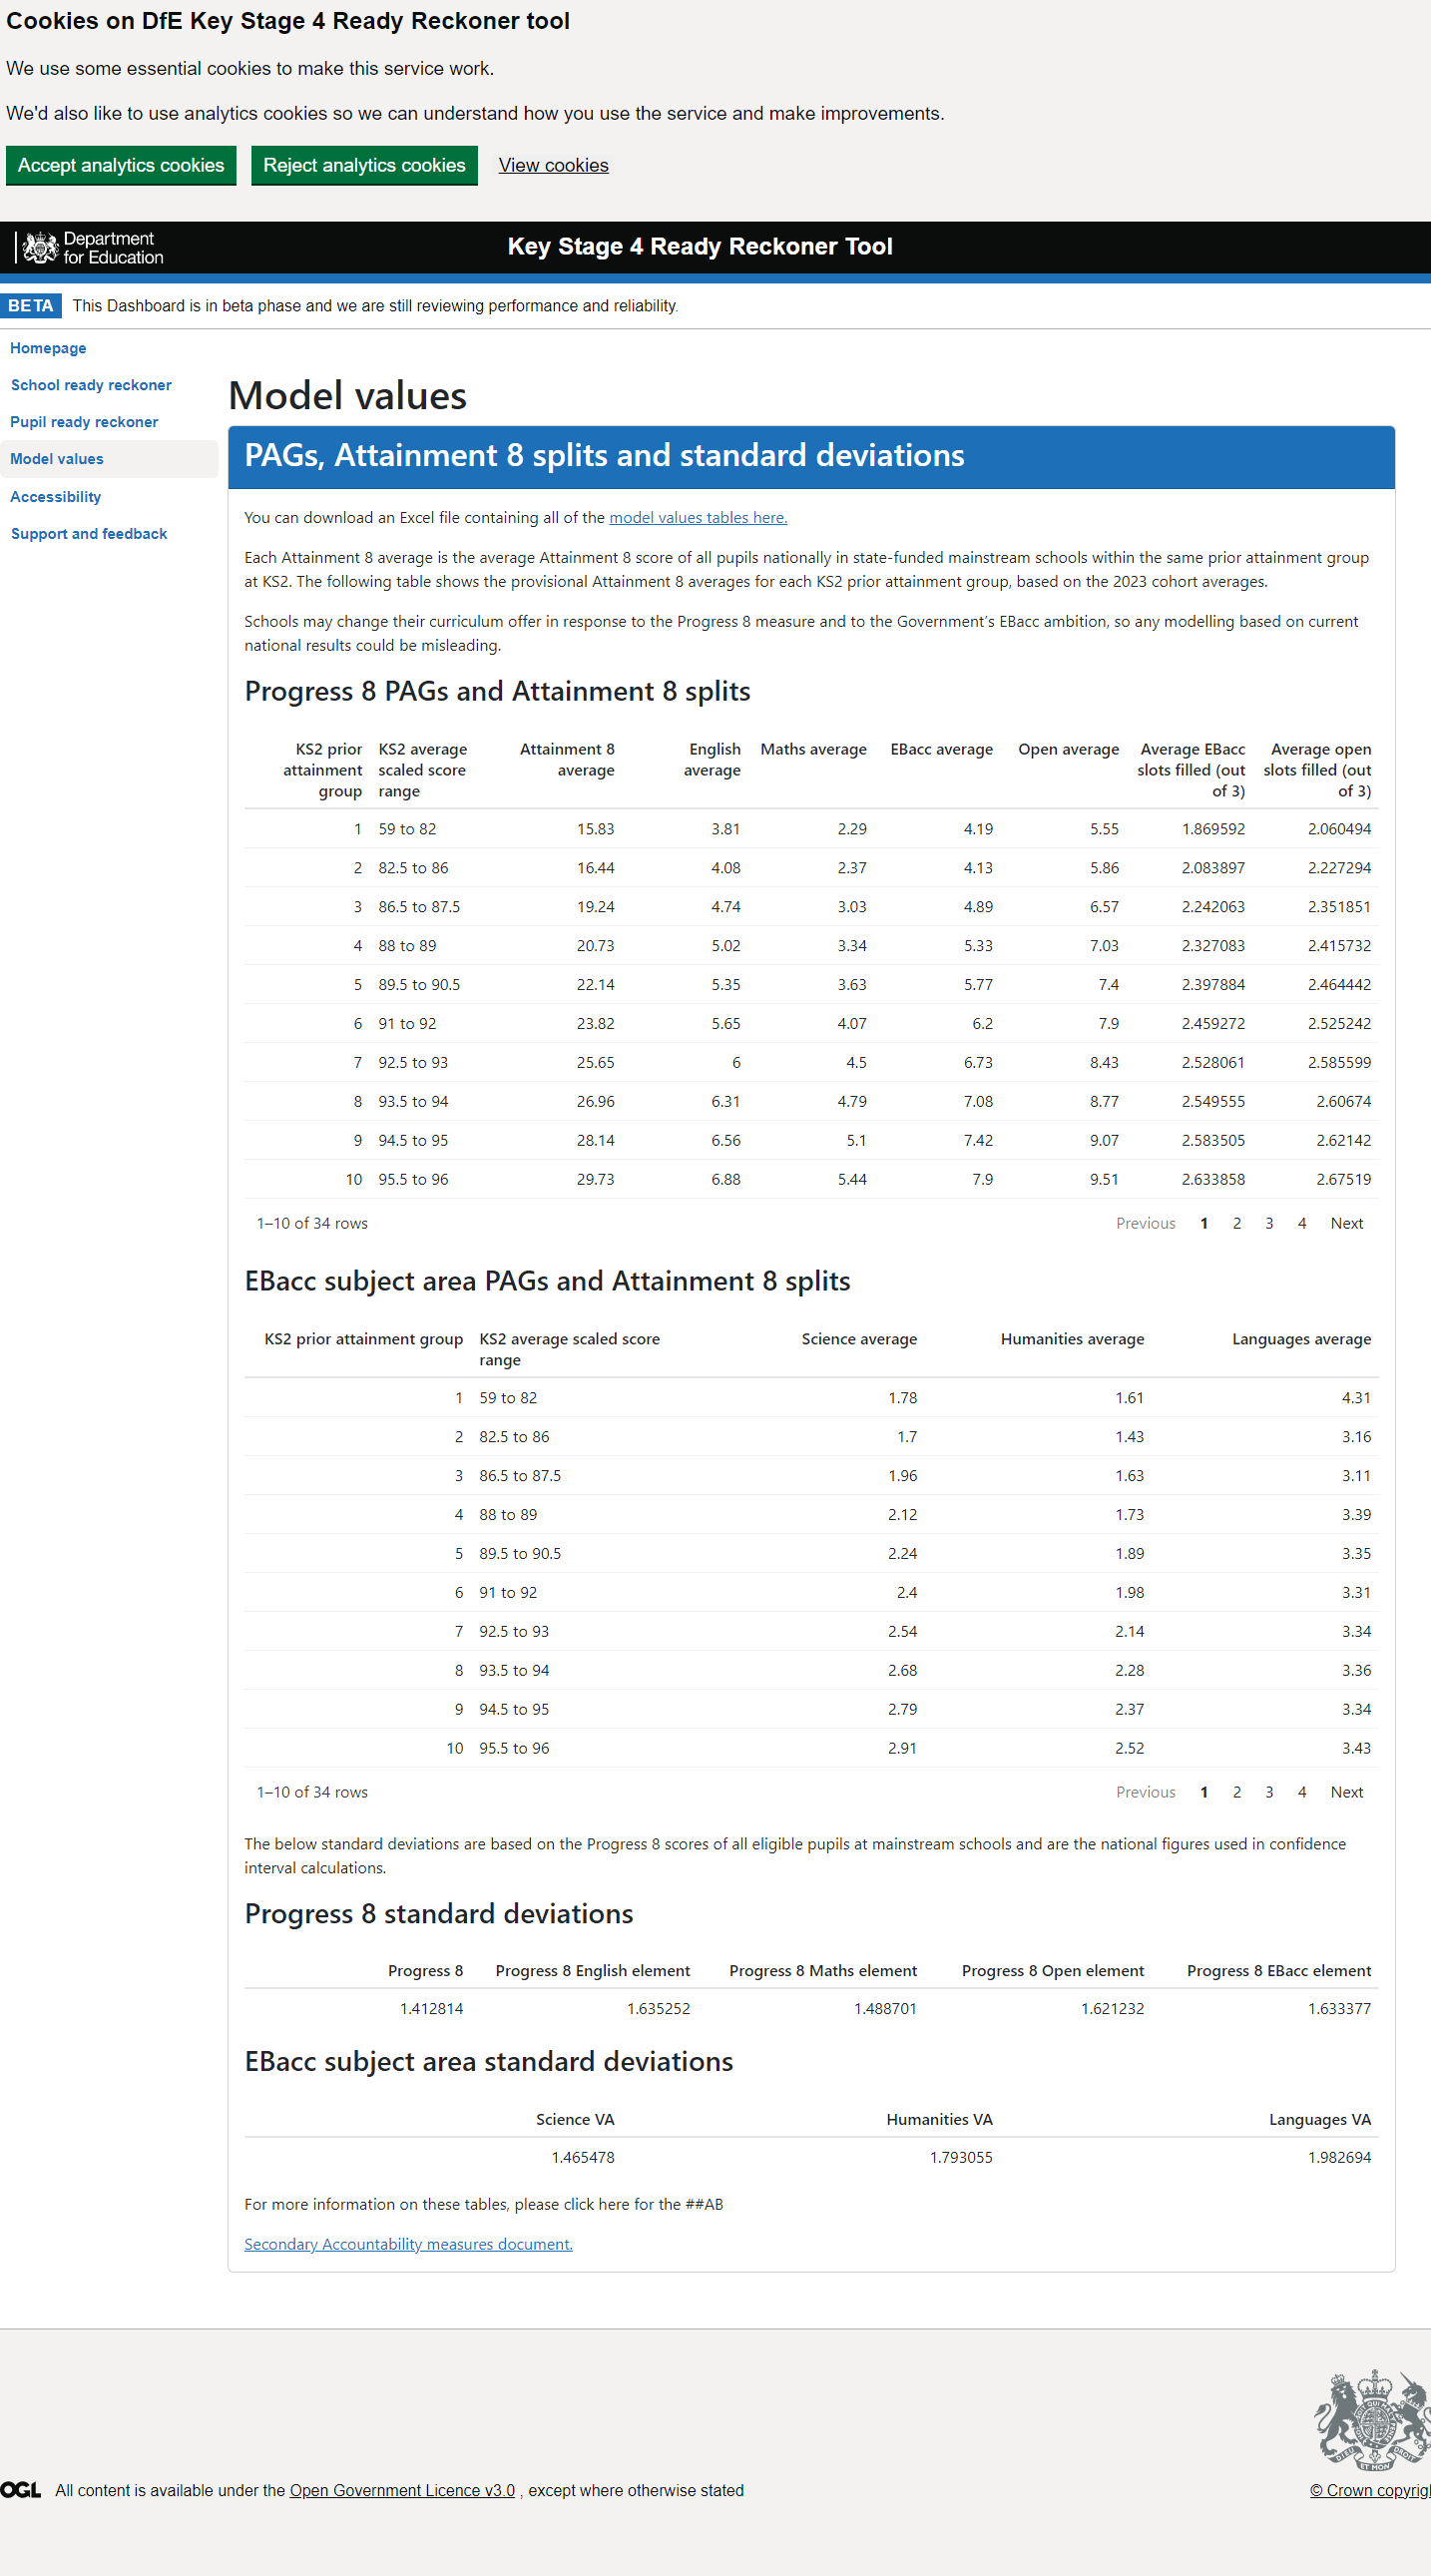 Cookies on DfE Key Stage 4 Ready Reckoner tool
We use some essential cookies to make this service work.
We'd also like to use analytics cookies so we can understand how you use the service and make improvements.
Accept analytics cookies Reject analytics cookies View cookies
Department
for Education
Key Stage 4 Ready Reckoner Tool
BETA This Dashboard is in beta phase and we are still reviewing performance and reliability.
Homepage
School ready reckoner
Pupil ready reckoner
Model values
Accessibility
Support and feedback
Model values
PAGs, Attainment 8 splits and standard deviations
You can download an Excel file containing all of the model values tables here.
Each Attainment 8 average is the average Attainment 8 score of all pupils nationally in state-funded mainstream schools within the same prior attainment group
at KS2. The following table shows the provisional Attainment 8 averages for each KS2 prior attainment group, based on the 2023 cohort averages.
Schools may change their curriculum offer in response to the Progress 8 measure and to the Government's EBacc ambition, so any modelling based on current
national results could be misleading.
Progress 8 PAGs and Attainment 8 splits
KS2 prior attainment group KS2 average scaled score range Attainment 8 average English average Maths average EBacc average Open average Average EBacc slots filled (out of 3) Average open slots filled (out of 3)
1 59 to 82 15.83 3.81 2.29 4.19 5.55 1.869592 2.060494
2 82.5 to 86 16.44 4.08 2.37 4.13 5.86 2.083897 2.227294
3 86.5 to 87.5 19.24 4.74 3.03 4.89 6.57 2.242063 2.351851
4 88 to 89 20.73 5.02 3.34 5.33 7.03 2.327083 2.415732
5 89.5 to 90.5 22.14 5.35 3.63 5.77 7.4 2.397884 2.464442
6 91 to 92 23.82 5.65 4.07 6.2 7.9 2.459272 2.525242
7 92.5 to 93 25.65 6 4.5 6.73 8.43 2.528061 2.585599
8 93.5 to 94 26.96 6.31 4.79 7.08 8.77 2.549555 2.60674
9 94.5 to 95 28.14 6.56 5.1 7.42 9.07 2.583505 2.62142
10 95.5 to 96 29.73 6.88 5.44 7.9 9.51 2.633858 2.67519
1–10 of 34 rows Previous 1 2 3 4 Next
EBacc subject area PAGs and Attainment 8 splits
KS2 prior attainment group KS2 average scaled score range Science average Humanities average Languages average
1 59 to 82 1.78 1.61 4.31
2 82.5 to 86 1.7 1.43 3.16
3 86.5 to 87.5 1.96 1.63 3.11
4 88 to 89 2.12 1.73 3.39
5 89.5 to 90.5 2.24 1.89 3.35
6 91 to 92 2.4 1.98 3.31
7 92.5 to 93 2.54 2.14 3.34
8 93.5 to 94 2.68 2.28 3.36
9 94.5 to 95 2.79 2.37 3.34
10 95.5 to 96 2.91 2.52 3.43
1–10 of 34 rows Previous 1 2 3 4 Next
The below standard deviations are based on the Progress 8 scores of all eligible pupils at mainstream schools and are the national figures used in confidence
interval calculations.
Progress 8 standard deviations
Progress 8 Progress 8 English element Progress 8 Maths element Progress 8 Open element Progress 8 EBacc element
1.412814 1.635252 1.488701 1.621232 1.633377
EBacc subject area standard deviations
Science VA Humanities VA Languages VA
1.465478 1.793055 1.982694
For more information on these tables, please click here for the ##AB
Secondary Accountability measures document.
OGL All content is available under the Open Government Licence v3.0 , except where otherwise stated
© Crown copyrig